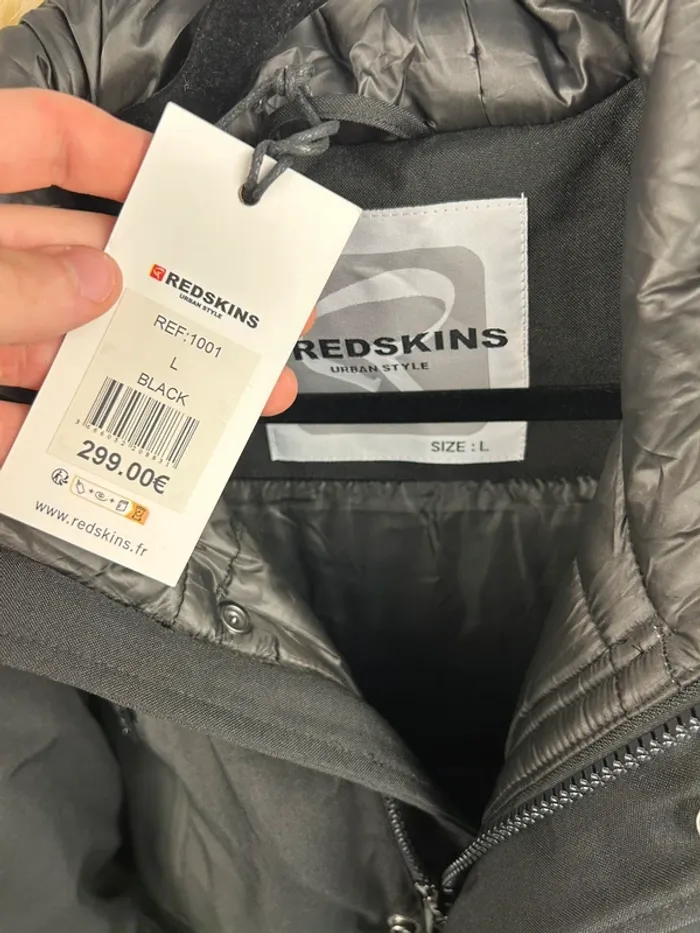 REDSKINS
URBAN STYLE
REF:1001
L
BLACK
299.00€
www.redskins.fr
REDSKINS
URBAN STYLE
SIZE : L